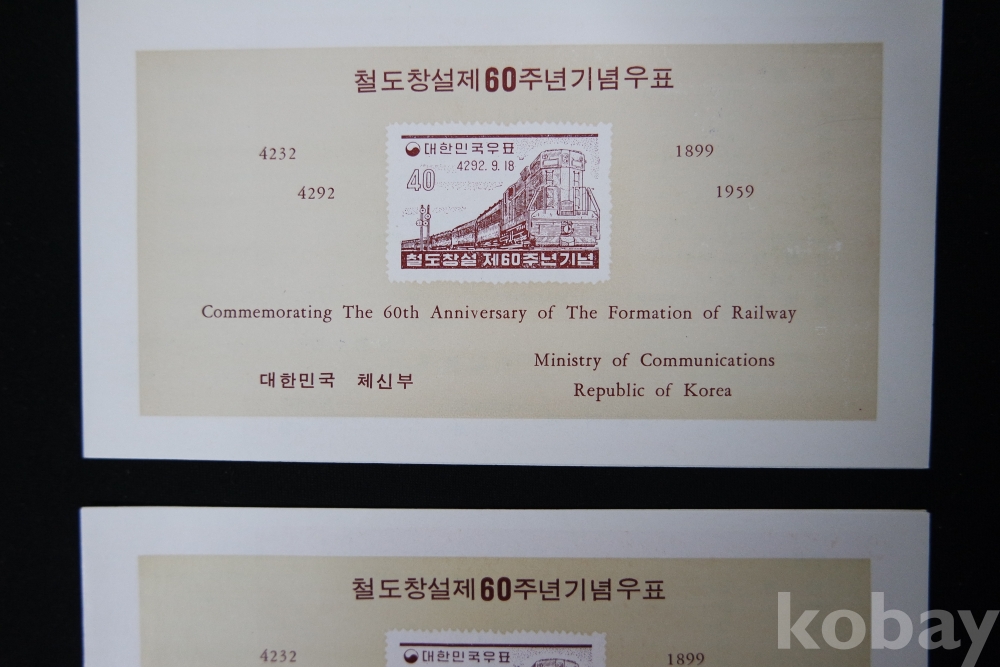 철도창설제60주년기념우표
4232 1899
대한민국우표
4292.9.18
40
4292 1959
철도창설 제60주년기념
Commemorating The 60th Anniversary of The Formation of Railway
대한민국 체신부
Ministry of Communications
Republic of Korea
철도창설제60주년기념우표
4232 1899
대한민국우표
kobay